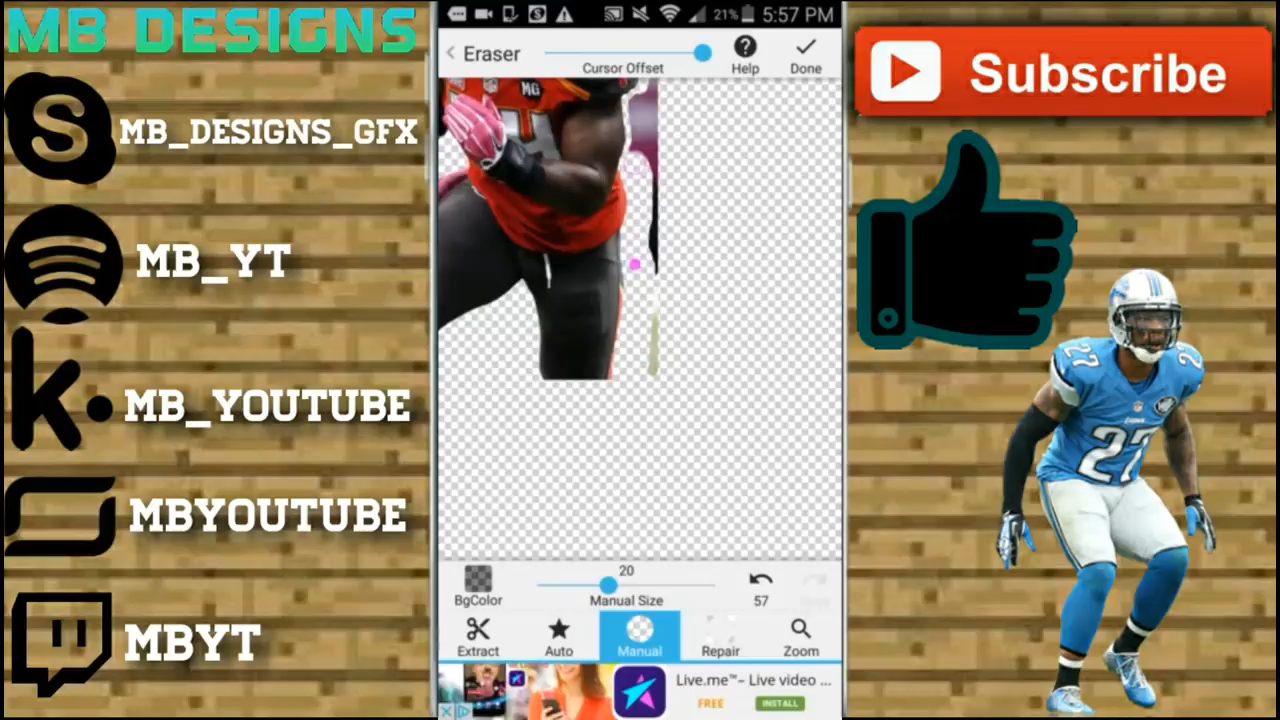 MB DESIGNS
MB_DESIGNS_GFX
MB_YT
MB_YOUTUBE
MBYOUTUBE
MBYT
21% 5:57 PM
Eraser
Cursor Offset
Help
Done
MG
BgColor
20
Manual Size
57
Extract
Auto
Manual
Repair
Zoom
Live.me™– Live video ...
FREE
INSTALL
Subscribe
27
27